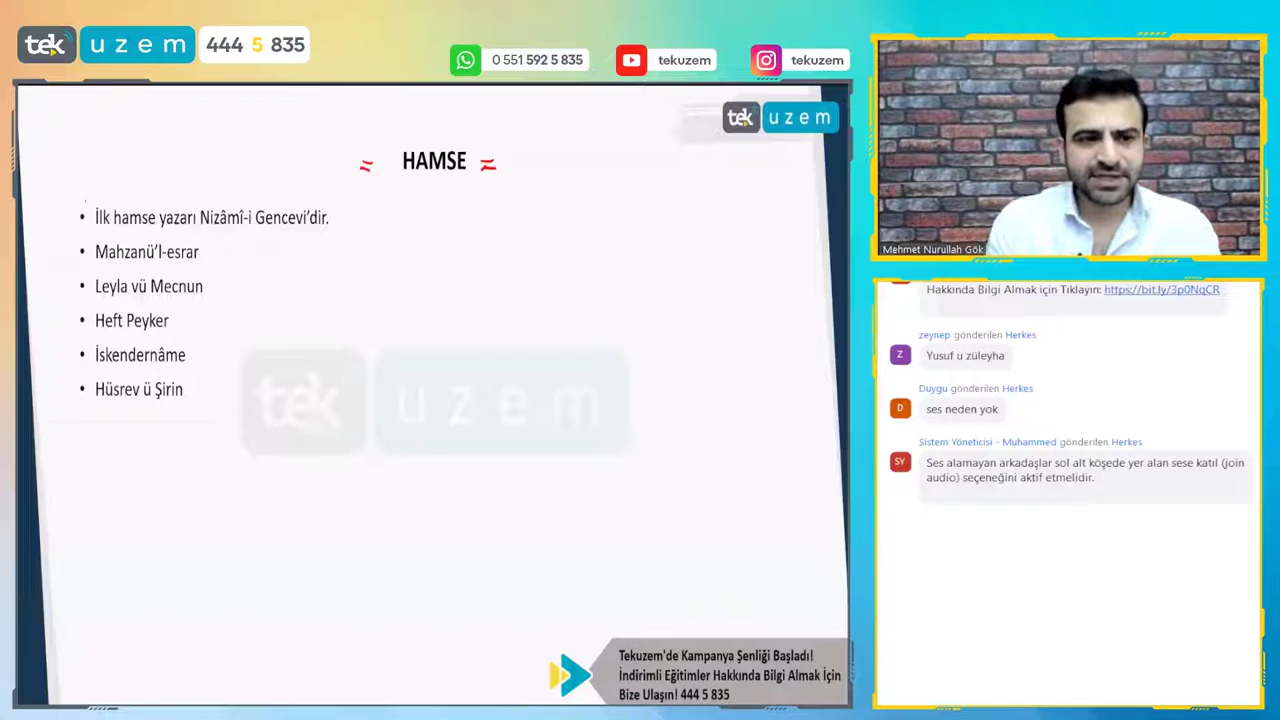 tek uzem 444 5 835
0 551 592 5 835
tekuzem
tekuzem
tek uzem
HAMSE
• İlk hamse yazarı Nizâmî-i Gencevi'dir.
• Mahzanü'l-esrar
• Leyla vü Mecnun
• Heft Peyker
• İskendernâme
• Hüsrev ü Şirin
tek uzem
Tekuzem'de Kampanya Şenliği Başladı!
İndirimli Eğitimler Hakkında Bilgi Almak İçin
Bize Ulaşın! 444 5 835
Mehmet Nurullah Gök
Hakkında Bilgi Almak için Tıklayın: https://bit.ly/3p0NqCR
zeynep gönderilen Herkes
Z
Yusuf u züleyha
Duygu gönderilen Herkes
D
ses neden yok
Sistem Yöneticisi - Muhammed gönderilen Herkes
SY
Ses alamayan arkadaşlar sol alt köşede yer alan sese katıl (join
audio) seçeneğini aktif etmelidir.